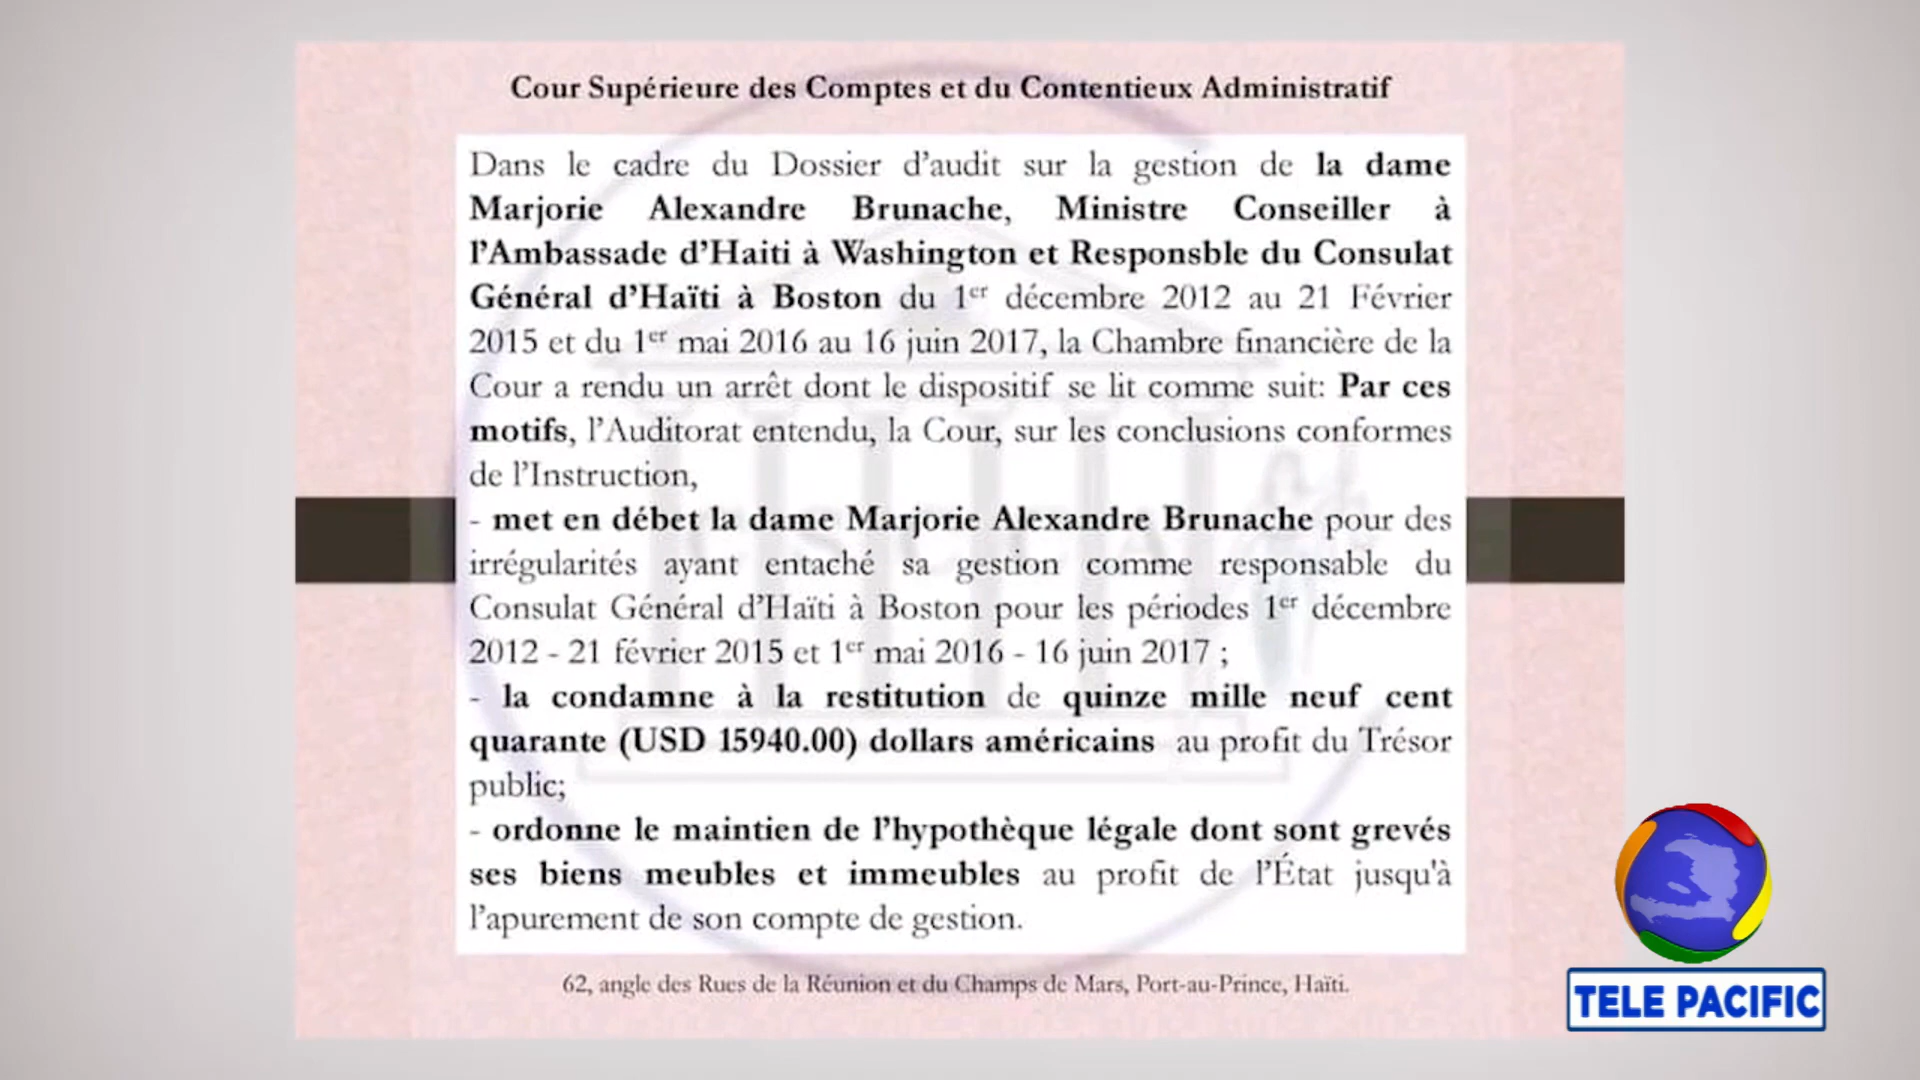 Cour Supérieure des Comptes et du Contentieux Administratif
Dans le cadre du Dossier d'audit sur la gestion de la dame
Marjorie Alexandre Brunache, Ministre Conseiller à
l'Ambassade d'Haiti à Washington et Responsble du Consulat
Général d'Haïti à Boston du 1er décembre 2012 au 21 Février
2015 et du 1er mai 2016 au 16 juin 2017, la Chambre financière de la
Cour a rendu un arrêt dont le dispositif se lit comme suit: Par ces
motifs, l'Auditorat entendu, la Cour, sur les conclusions conformes
de l'Instruction,
- met en débet la dame Marjorie Alexandre Brunache pour des
irrégularités ayant entaché sa gestion comme responsable du
Consulat Général d'Haïti à Boston pour les périodes 1er décembre
2012 - 21 février 2015 et 1er mai 2016 - 16 juin 2017 ;
- la condamne à la restitution de quinze mille neuf cent
quarante (USD 15940.00) dollars américains au profit du Trésor
public;
- ordonne le maintien de l'hypothèque légale dont sont grevés
ses biens meubles et immeubles au profit de l'État jusqu'à
l'apurement de son compte de gestion.
62, angle des Rues de la Réunion et du Champs de Mars, Port-au-Prince, Haïti.
TELE PACIFIC